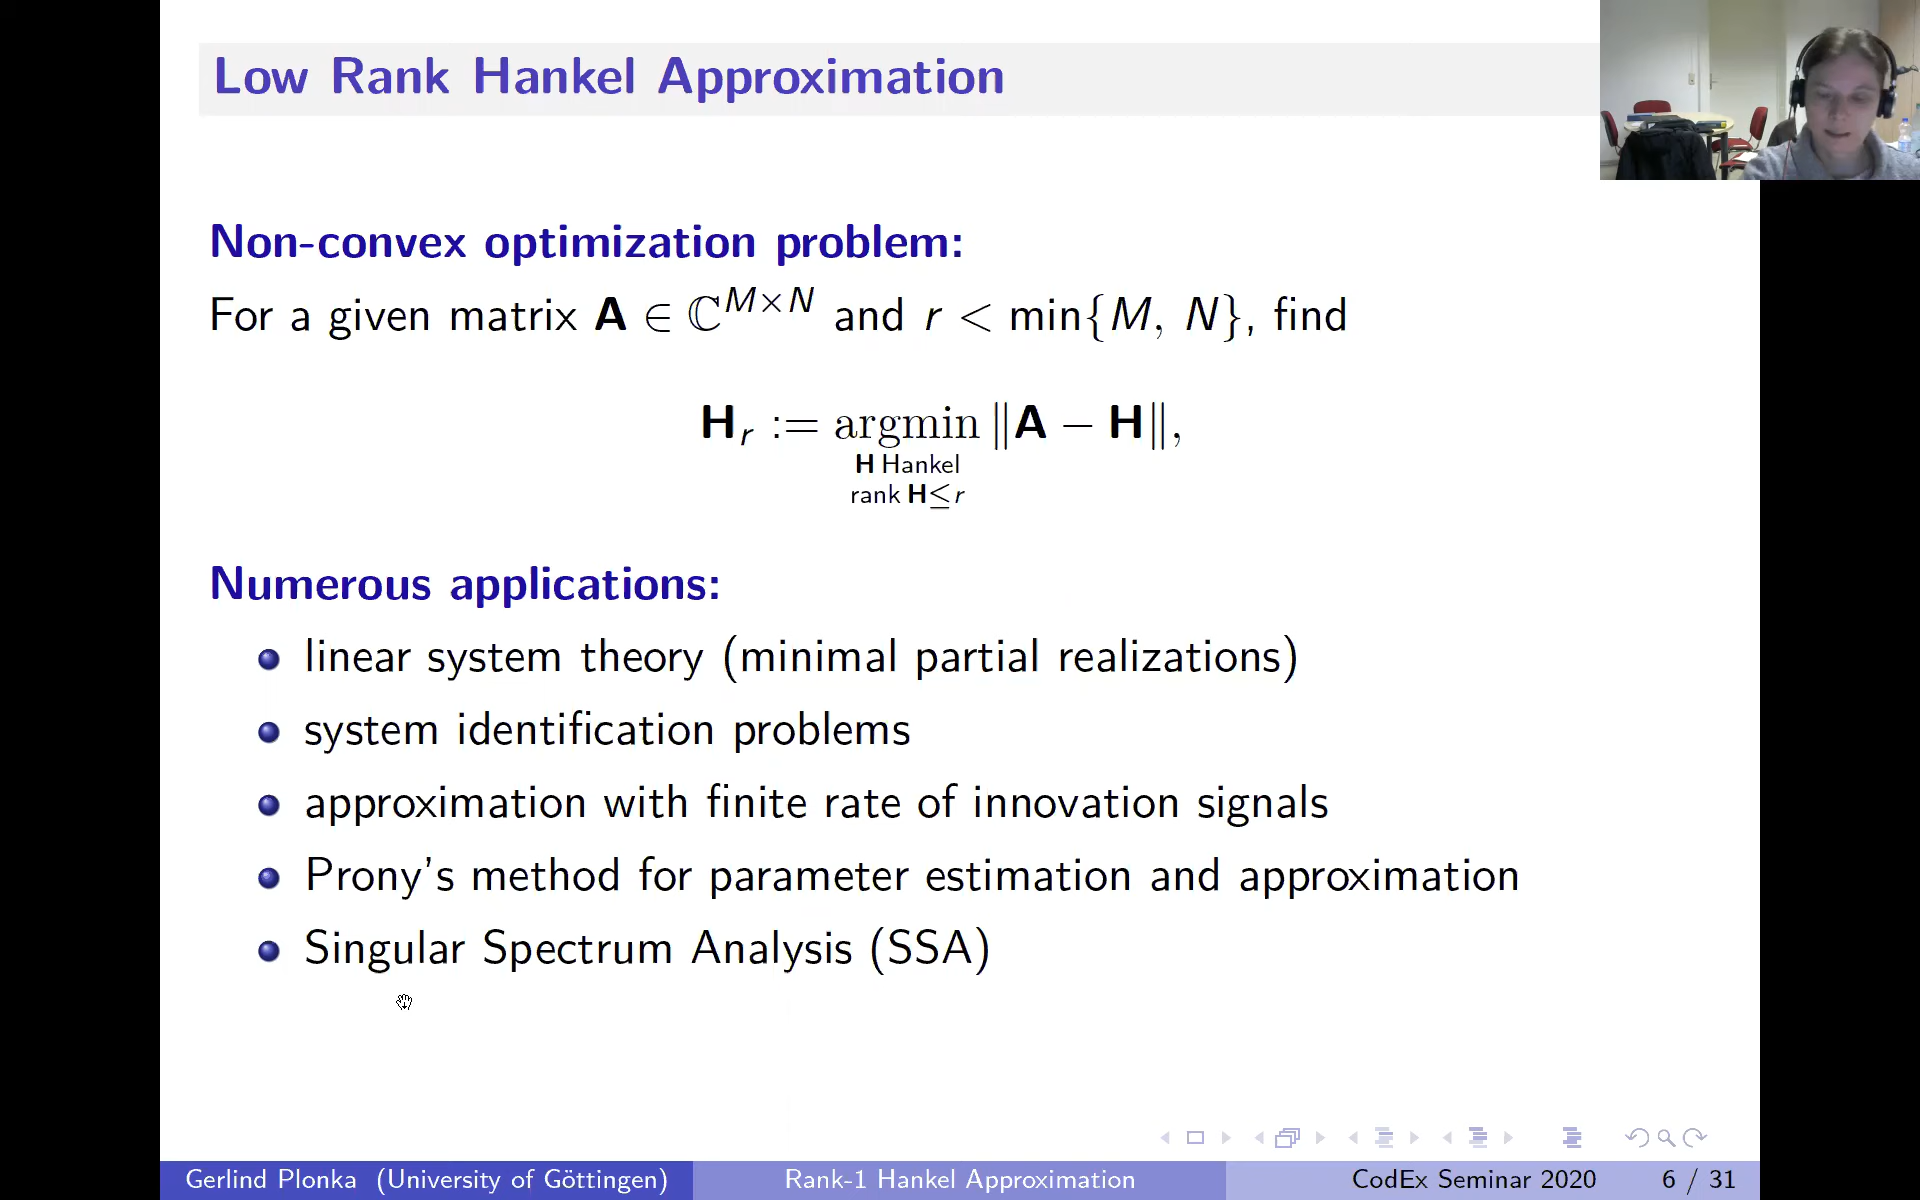 Low Rank Hankel Approximation
Non-convex optimization problem:
For a given matrix A ∈ ℂ^{M×N} and r < min{M, N}, find
H_r := argmin ‖A − H‖,
H Hankel
rank H≤r
Numerous applications:
linear system theory (minimal partial realizations)
system identification problems
approximation with finite rate of innovation signals
Prony's method for parameter estimation and approximation
Singular Spectrum Analysis (SSA)
Gerlind Plonka (University of Göttingen) Rank-1 Hankel Approximation CodEx Seminar 2020 6 / 31